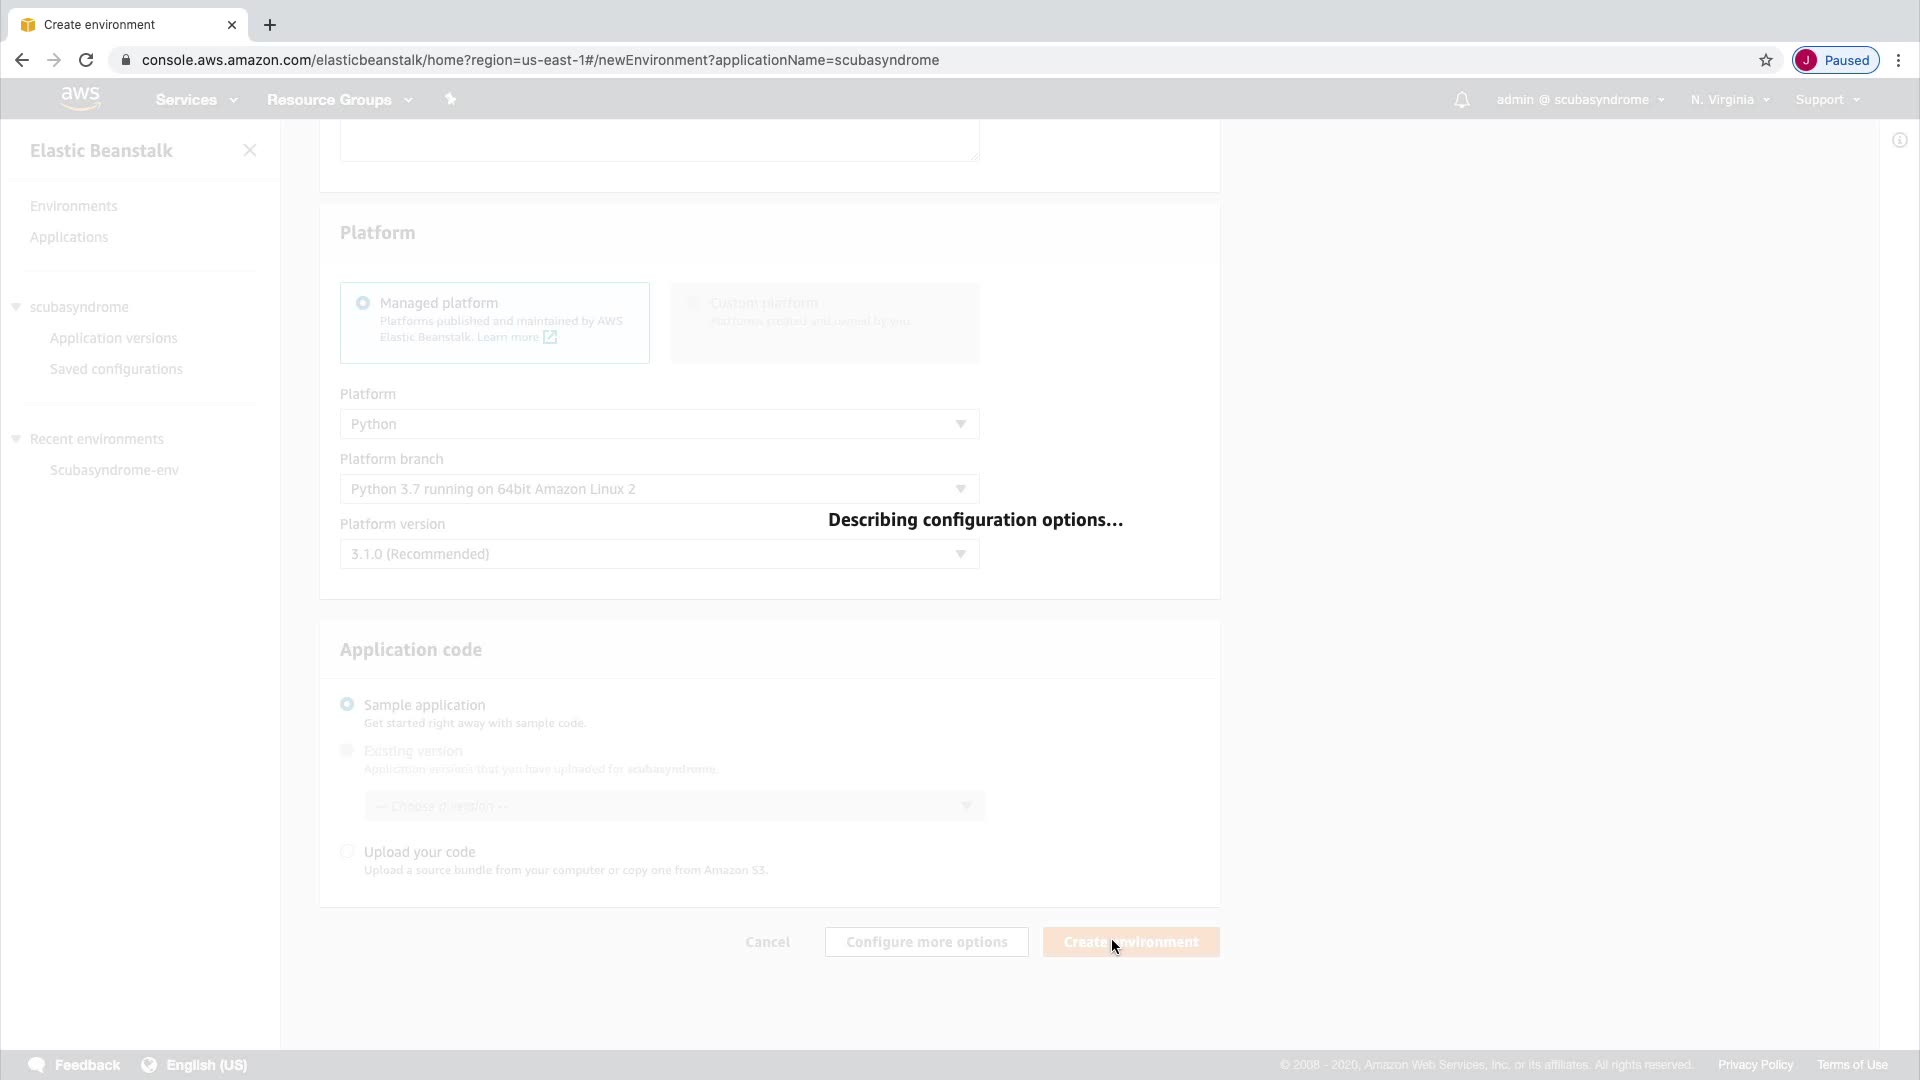 Create environment
console.aws.amazon.com/elasticbeanstalk/home?region=us-east-1#/newEnvironment?applicationName=scubasyndrome
J Paused
aws Services Resource Groups admin @ scubasyndrome N. Virginia Support
Elastic Beanstalk
Environments
Applications
scubasyndrome
Application versions
Saved configurations
Recent environments
Scubasyndrome-env
Platform
Managed platform
Platforms published and maintained by AWS
Elastic Beanstalk. Learn more
Custom platform
Platforms created and owned by you.
Platform
Python
Platform branch
Python 3.7 running on 64bit Amazon Linux 2
Platform version
3.1.0 (Recommended)
Describing configuration options...
Application code
Sample application
Get started right away with sample code.
Existing version
Application versions that you have uploaded for scubasyndrome.
-- Choose a version --
Upload your code
Upload a source bundle from your computer or copy one from Amazon S3.
Cancel Configure more options Create environment
Feedback English (US) © 2008 - 2020, Amazon Web Services, Inc. or its affiliates. All rights reserved. Privacy Policy Terms of Use